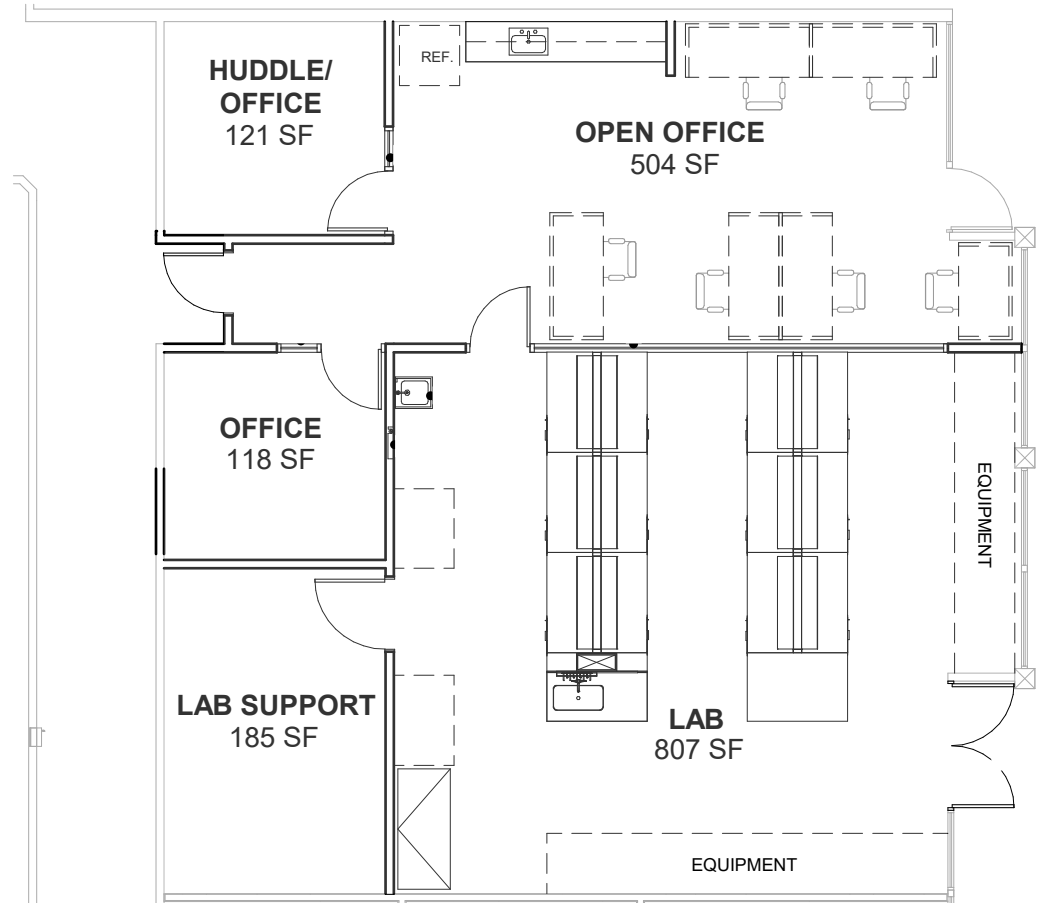 HUDDLE/
OFFICE
121 SF
REF.
OPEN OFFICE
504 SF
OFFICE
118 SF
EQUIPMENT
LAB SUPPORT
185 SF
LAB
807 SF
EQUIPMENT